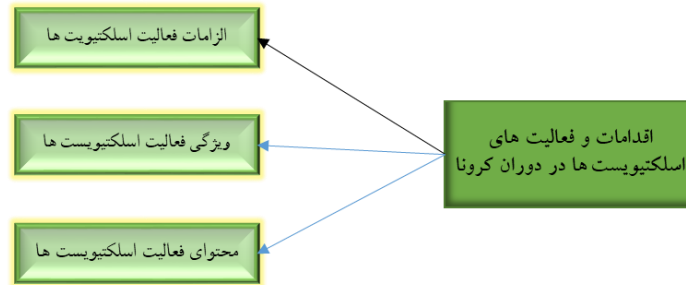 الزامات فعالیت اسلکتیویت ها
ویژگی فعالیت اسلکتیویست ها
اقدامات و فعالیت های
اسلکتیویست ها در دوران کرونا
محتوای فعالیت اسلکتیویست ها